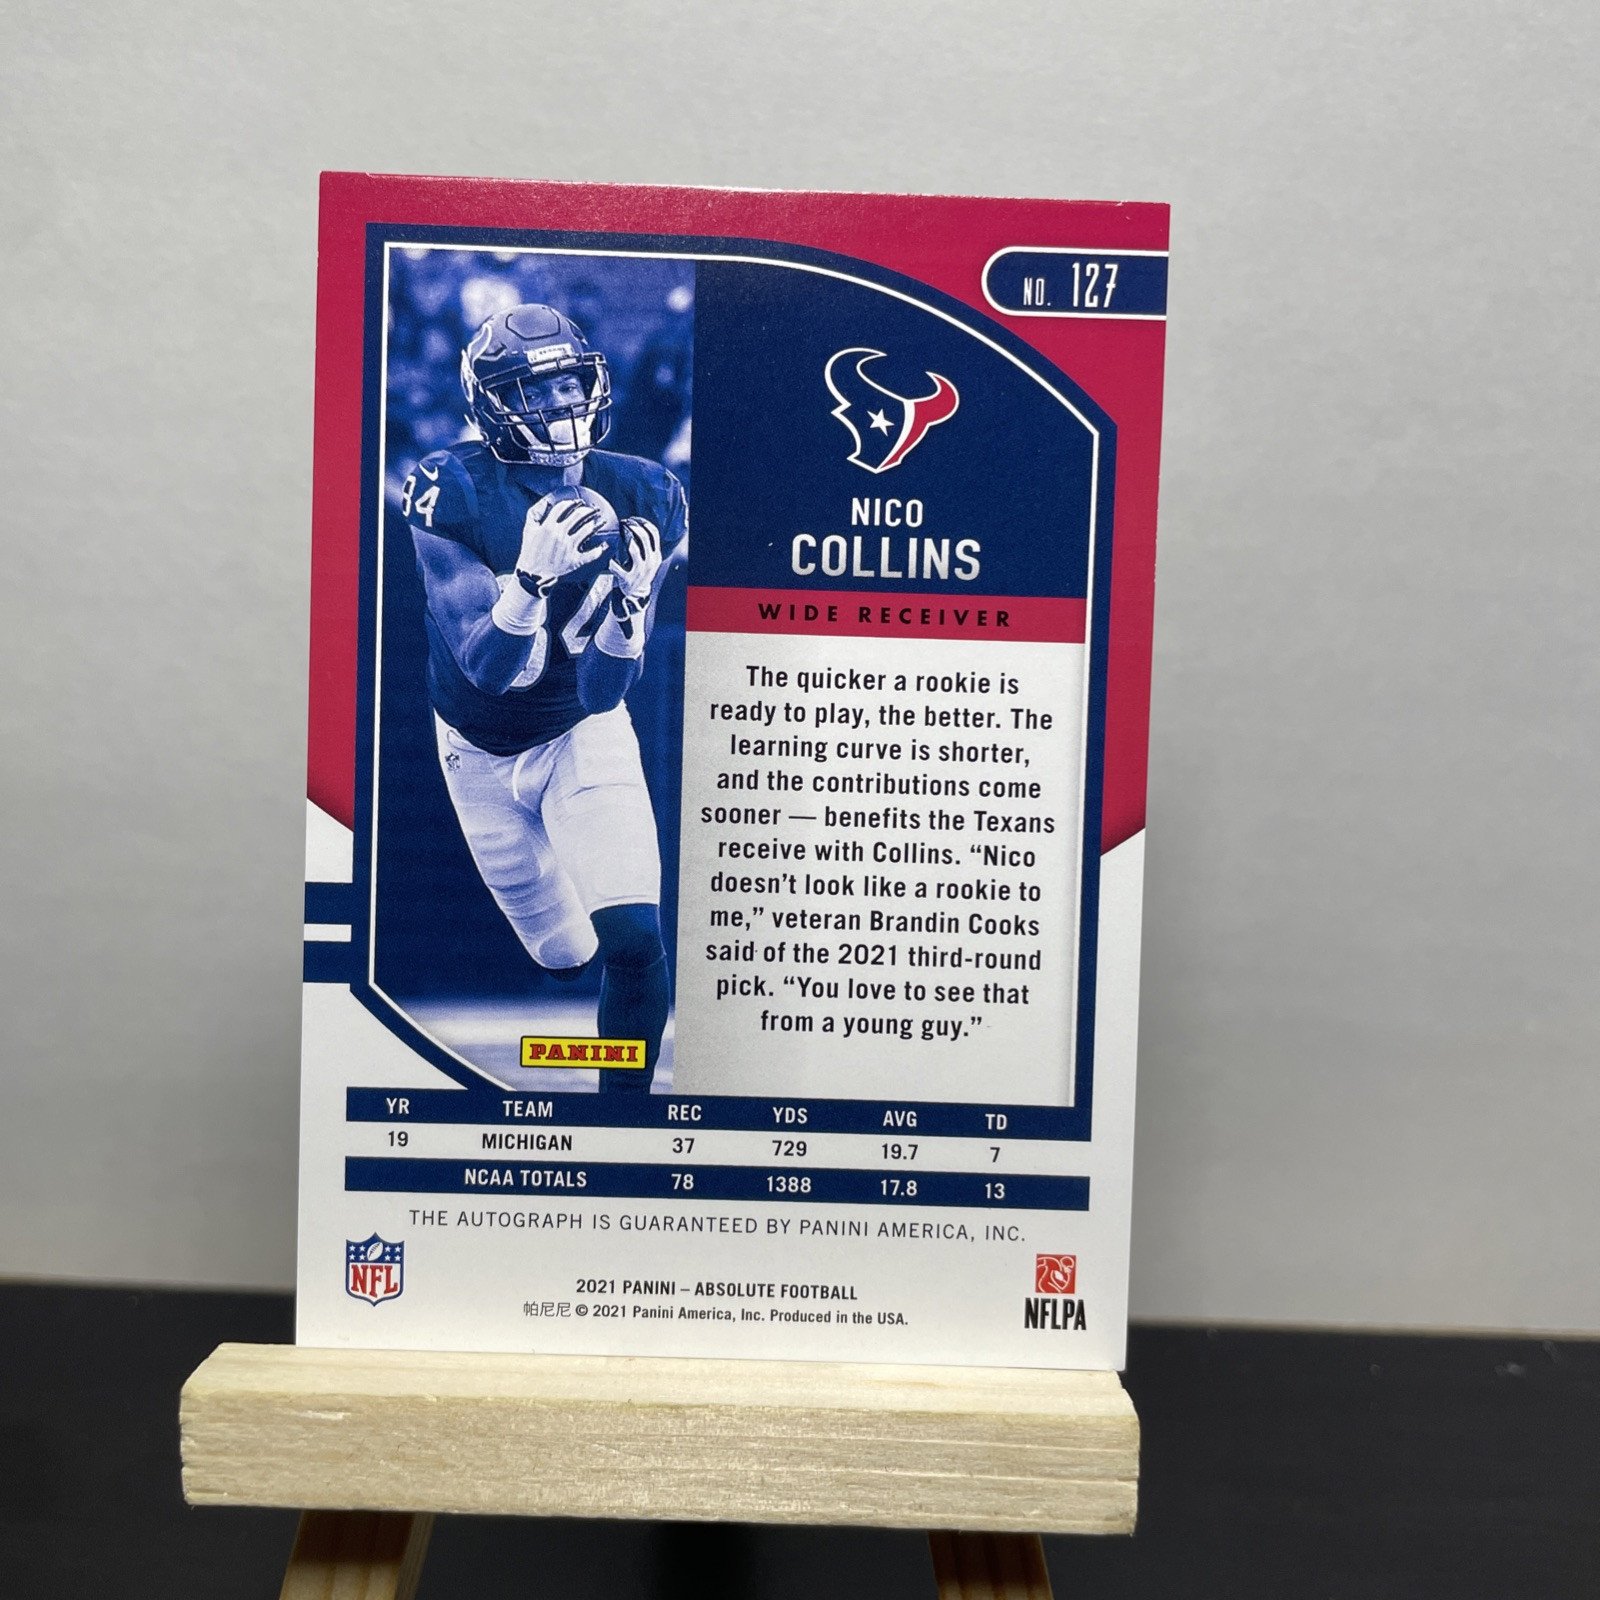 NO. 127
84
NICO
COLLINS
WIDE RECEIVER
The quicker a rookie is
ready to play, the better. The
learning curve is shorter,
and the contributions come
sooner — benefits the Texans
receive with Collins. “Nico
doesn’t look like a rookie to
me,” veteran Brandin Cooks
said of the 2021 third-round
pick. “You love to see that
from a young guy.”
PANINI
YR TEAM REC YDS AVG TD
19 MICHIGAN 37 729 19.7 7
NCAA TOTALS 78 1388 17.8 13
THE AUTOGRAPH IS GUARANTEED BY PANINI AMERICA, INC.
NFL
2021 PANINI – ABSOLUTE FOOTBALL
帕尼尼 © 2021 Panini America, Inc. Produced in the USA.
NFLPA